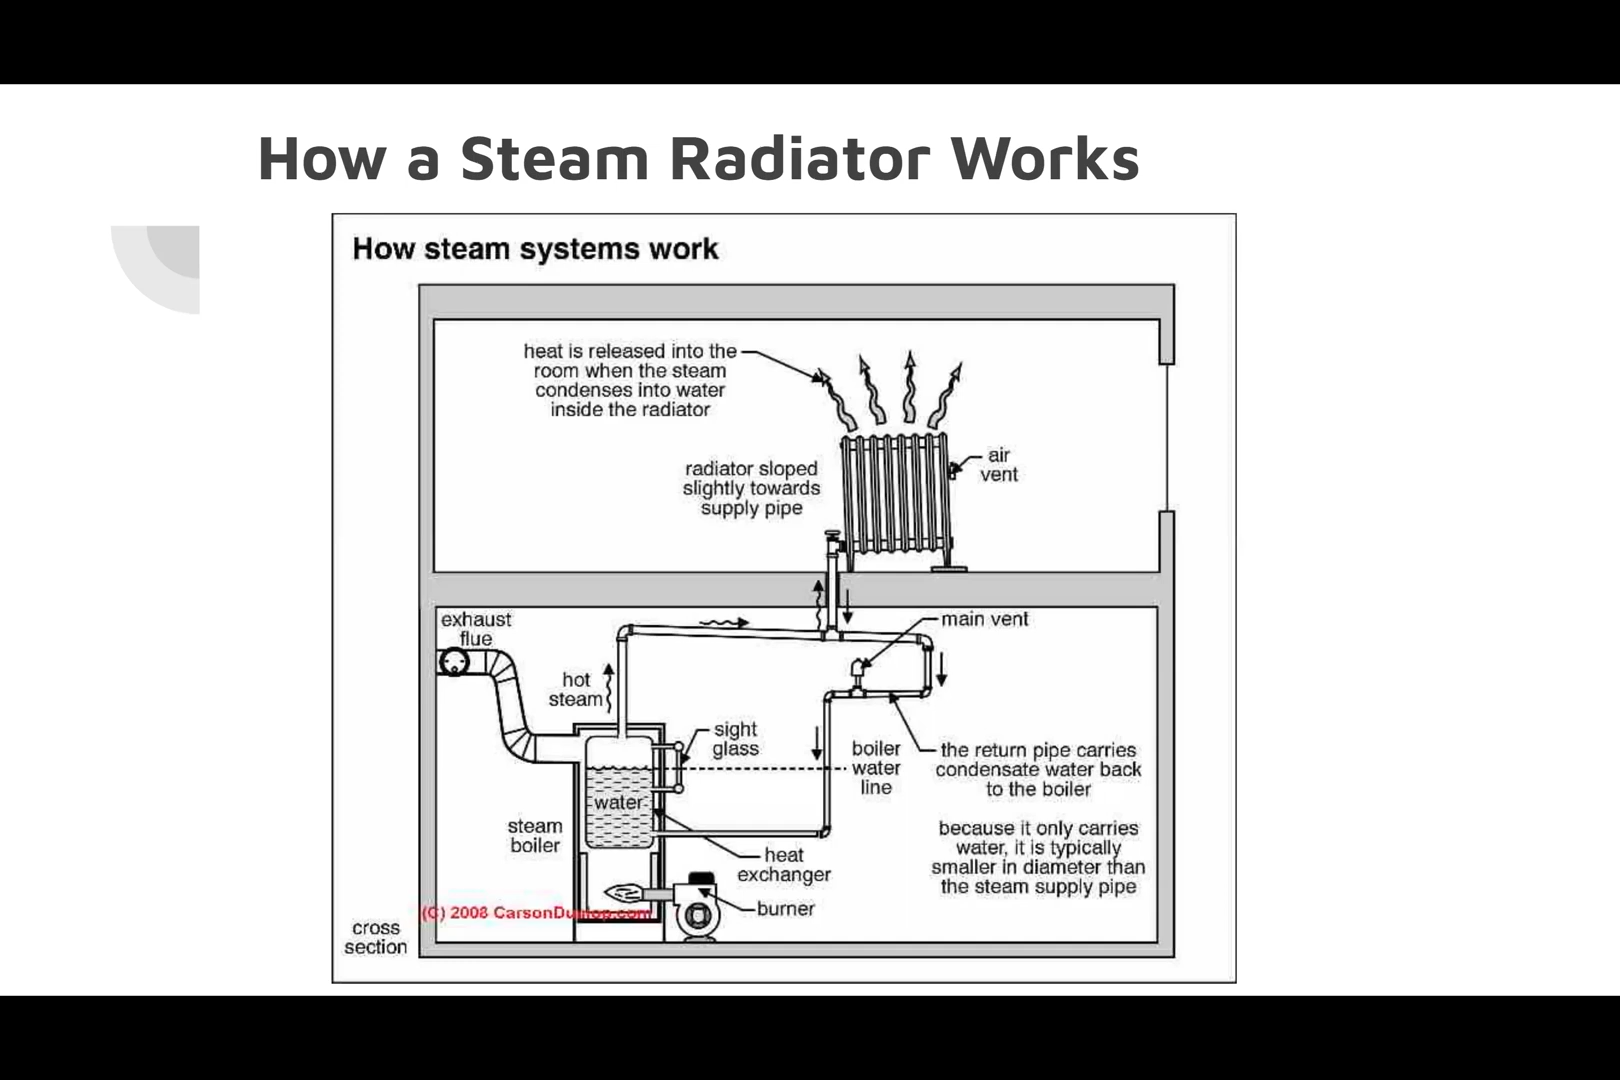 How a Steam Radiator Works
How steam systems work
heat is released into the
room when the steam
condenses into water
inside the radiator
air
vent
radiator sloped
slightly towards
supply pipe
exhaust
flue
main vent
hot
steam
sight
glass
boiler
water
line
the return pipe carries
condensate water back
to the boiler
water
steam
boiler
because it only carries
water, it is typically
smaller in diameter than
the steam supply pipe
heat
exchanger
burner
(C) 2008 CarsonDunlop.com
cross
section